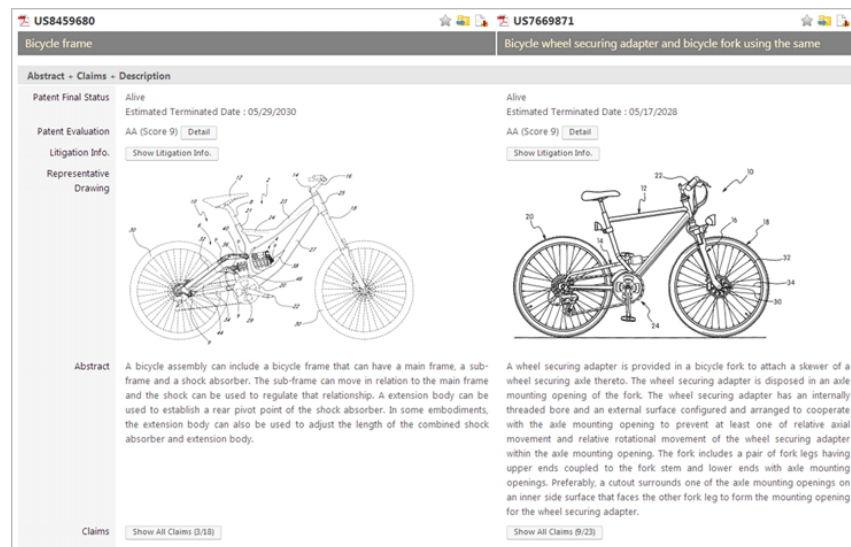 US8459680
US7669871
Bicycle frame
Bicycle wheel securing adapter and bicycle fork using the same
Abstract + Claims + Description
Patent Final Status
Alive
Estimated Terminated Date : 05/29/2030
Alive
Estimated Terminated Date : 05/17/2028
Patent Evaluation
AA (Score 9) Detail
AA (Score 9) Detail
Litigation Info.
Show Litigation Info.
Show Litigation Info.
Representative
Drawing
Abstract
A bicycle assembly can include a bicycle frame that can have a main frame, a sub-
frame and a shock absorber. The sub-frame can move in relation to the main frame
and the shock can be used to regulate that relationship. A extension body can be
used to establish a rear pivot point of the shock absorber. In some embodiments,
the extension body can also be used to adjust the length of the combined shock
absorber and extension body.
A wheel securing adapter is provided in a bicycle fork to attach a skewer of a
wheel securing axle thereto. The wheel securing adapter is disposed in an axle
mounting opening of the fork. The wheel securing adapter has an internally
threaded bore and an external surface configured and arranged to cooperate
with the axle mounting opening to prevent at least one of relative axial
movement and relative rotational movement of the wheel securing adapter
within the axle mounting opening. The fork includes a pair of fork legs having
upper ends coupled to the fork stem and lower ends with axle mounting
openings. Preferably, a cutout surrounds one of the axle mounting openings on
an inner side surface that faces the other fork leg to form the mounting opening
for the wheel securing adapter.
Claims
Show All Claims (3/18)
Show All Claims (9/23)
22
10
12
20
16
18
14
32
34
30
24